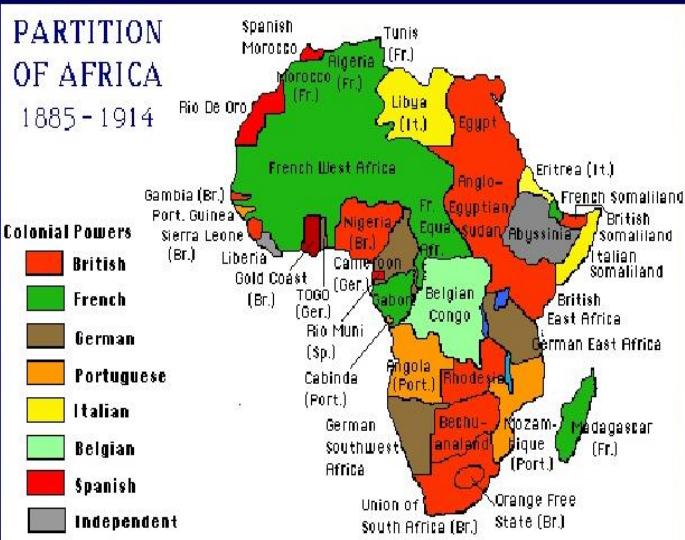 PARTITION
OF AFRICA
1885-1914
Spanish
Morocco
Tunis
(Fr.)
Algeria
(Fr.)
Morocco
(Fr.)
Rio De Oro
Libya
(It.)
Egypt
French West Africa
Eritrea (It.)
French Somaliland
British
Somaliland
Italian
Somaliland
Gambia (Br.)
Port. Guinea
Sierra Leone
(Br.)
Liberia
Gold Coast
(Br.)
TOGO
(Ger.)
Nigeria
(Br.)
Cameroon
(Ger.)
Fr.
Equa
Afr.
Anglo-
Egyptian
Sudan
Abyssinia
Rio Muni
(Sp.)
Gabon
Cabinda
(Port.)
Belgian
Congo
British
East Africa
German East Africa
Angola
(Port.)
Rhodesia
German
Southwest
Africa
Bechu-
analand
Mozam-
bique
(Port.)
Madagascar
(Fr.)
Union of
South Africa (Br.)
Orange Free
State (Br.)
Colonial Powers
British
French
German
Portuguese
Italian
Belgian
Spanish
Independent